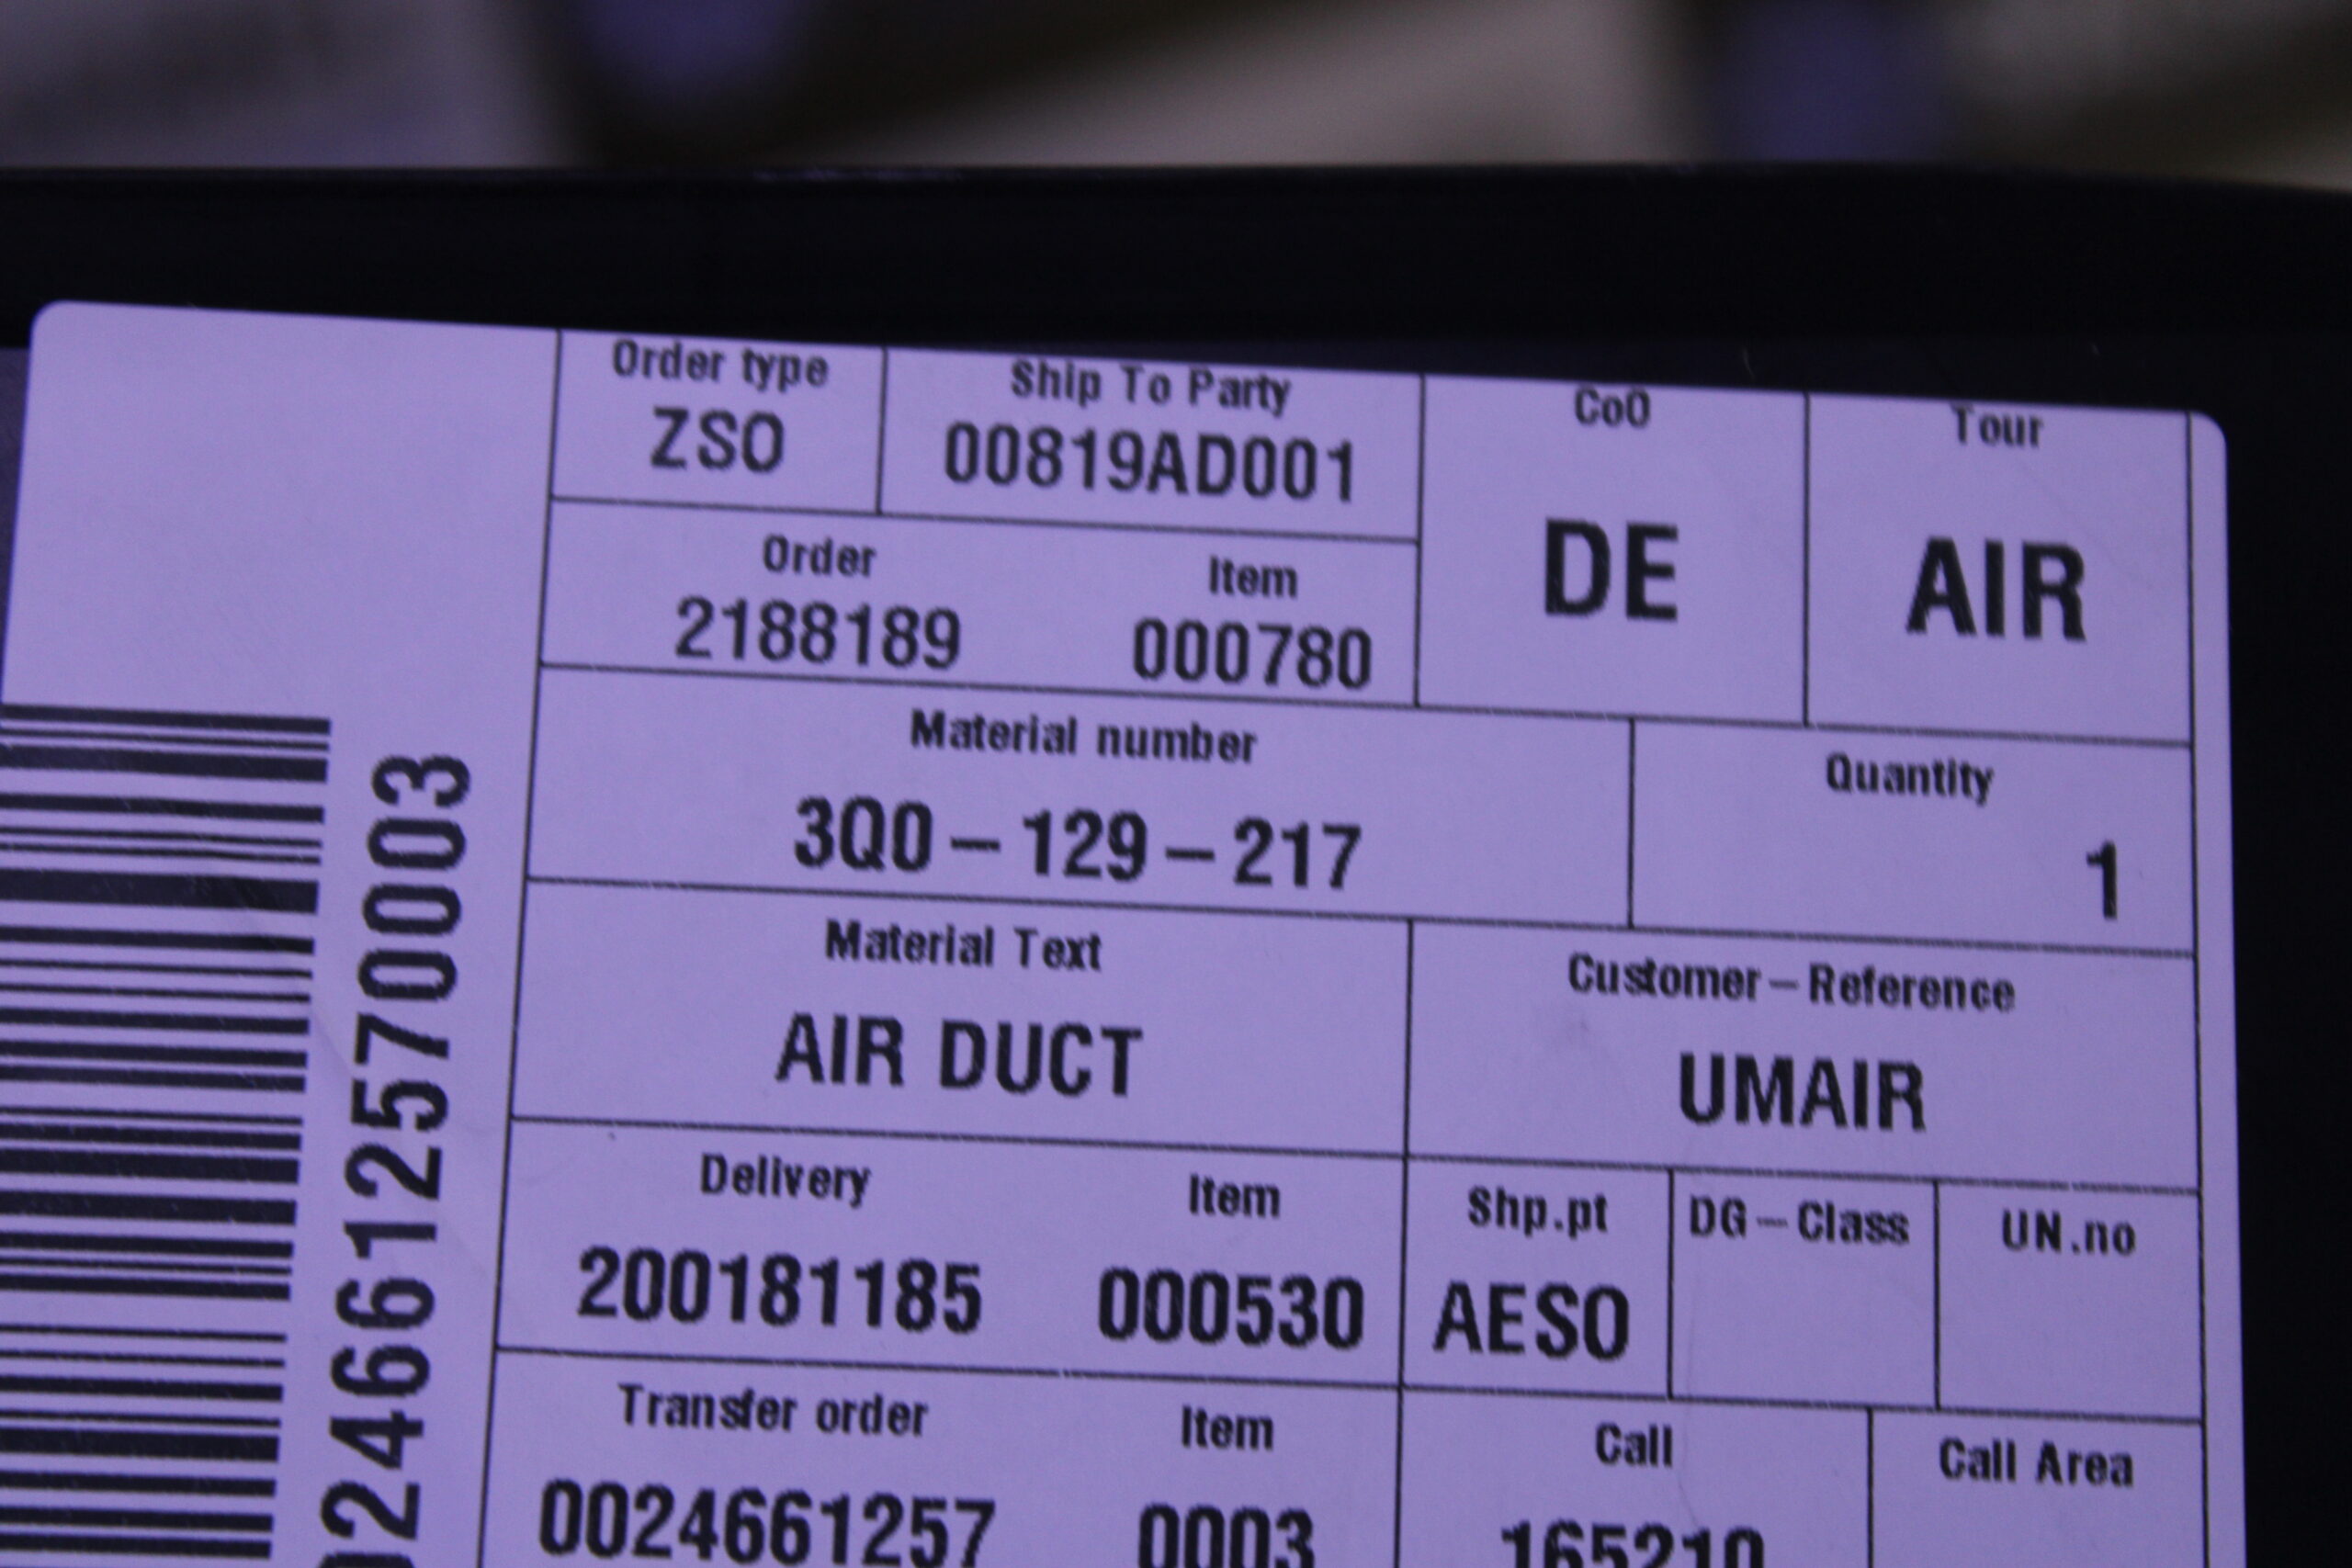 Order type
ZSO
Ship To Party
00819AD001
CoO
DE
Tour
AIR
Order
2188189
Item
000780
Material number
3Q0-129-217
Quantity
1
Material Text
AIR DUCT
Customer-Reference
UMAIR
Delivery
200181185
Item
000530
Shp.pt
AESO
DG-Class
UN.no
Transfer order
0024661257
Item
0003
Call
165210
Call Area
0246612570003